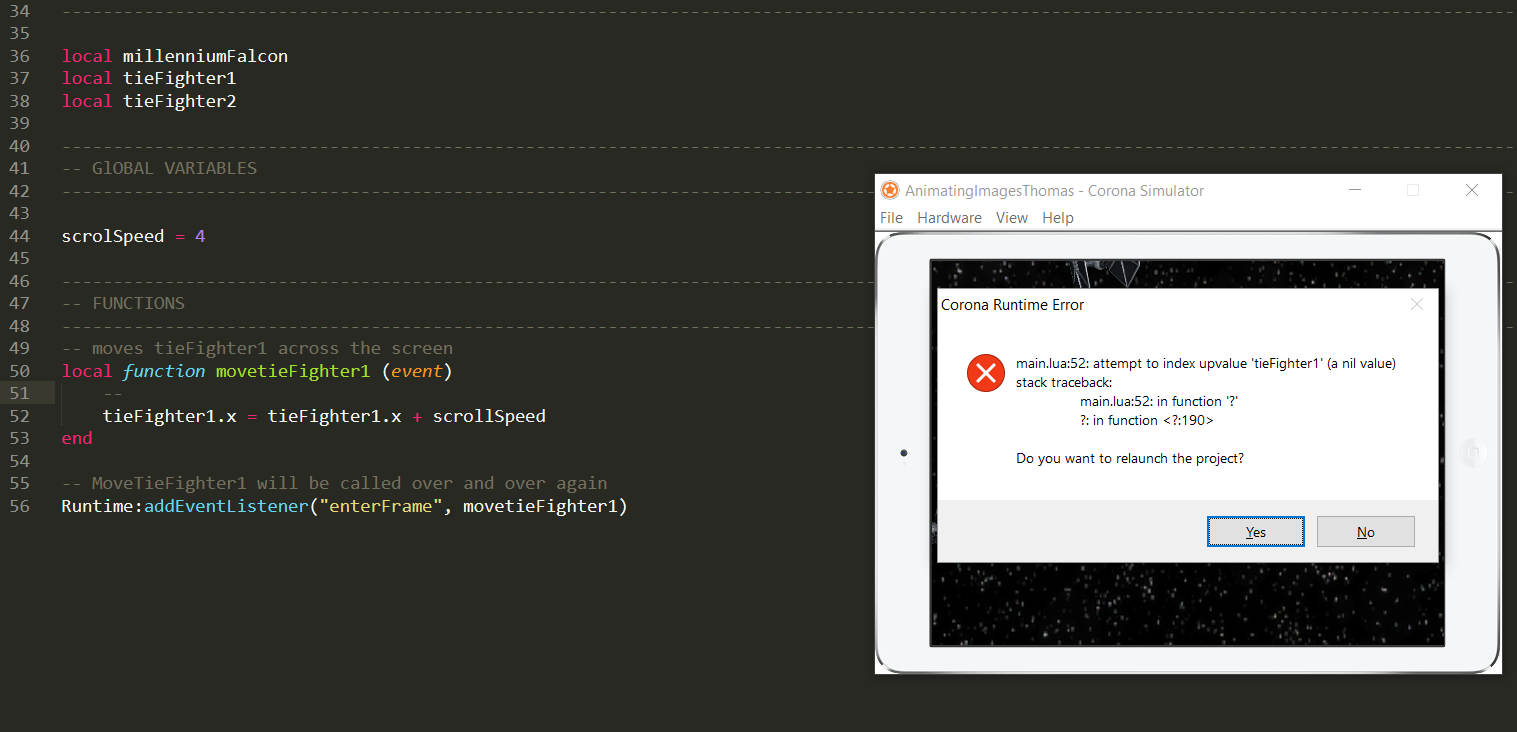 34 --------------------------------------------------------------------------------
35
36 local millenniumFalcon
37 local tieFighter1
38 local tieFighter2
39
40 --------------------------------------------------------------------------------
41 -- GlOBAL VARIABLES
42 --------------------------------------------------------------------------------
43
44 scrolSpeed = 4
45
46 --------------------------------------------------------------------------------
47 -- FUNCTIONS
48 --------------------------------------------------------------------------------
49 -- moves tieFighter1 across the screen
50 local function movetieFighter1 (event)
51 --
52 tieFighter1.x = tieFighter1.x + scrollSpeed
53 end
54
55 -- MoveTieFighter1 will be called over and over again
56 Runtime:addEventListener("enterFrame", movetieFighter1)
AnimatingImagesThomas - Corona Simulator
File Hardware View Help
Corona Runtime Error
main.lua:52: attempt to index upvalue 'tieFighter1' (a nil value)
stack traceback:
main.lua:52: in function '?'
?: in function <?:190>
Do you want to relaunch the project?
Yes No